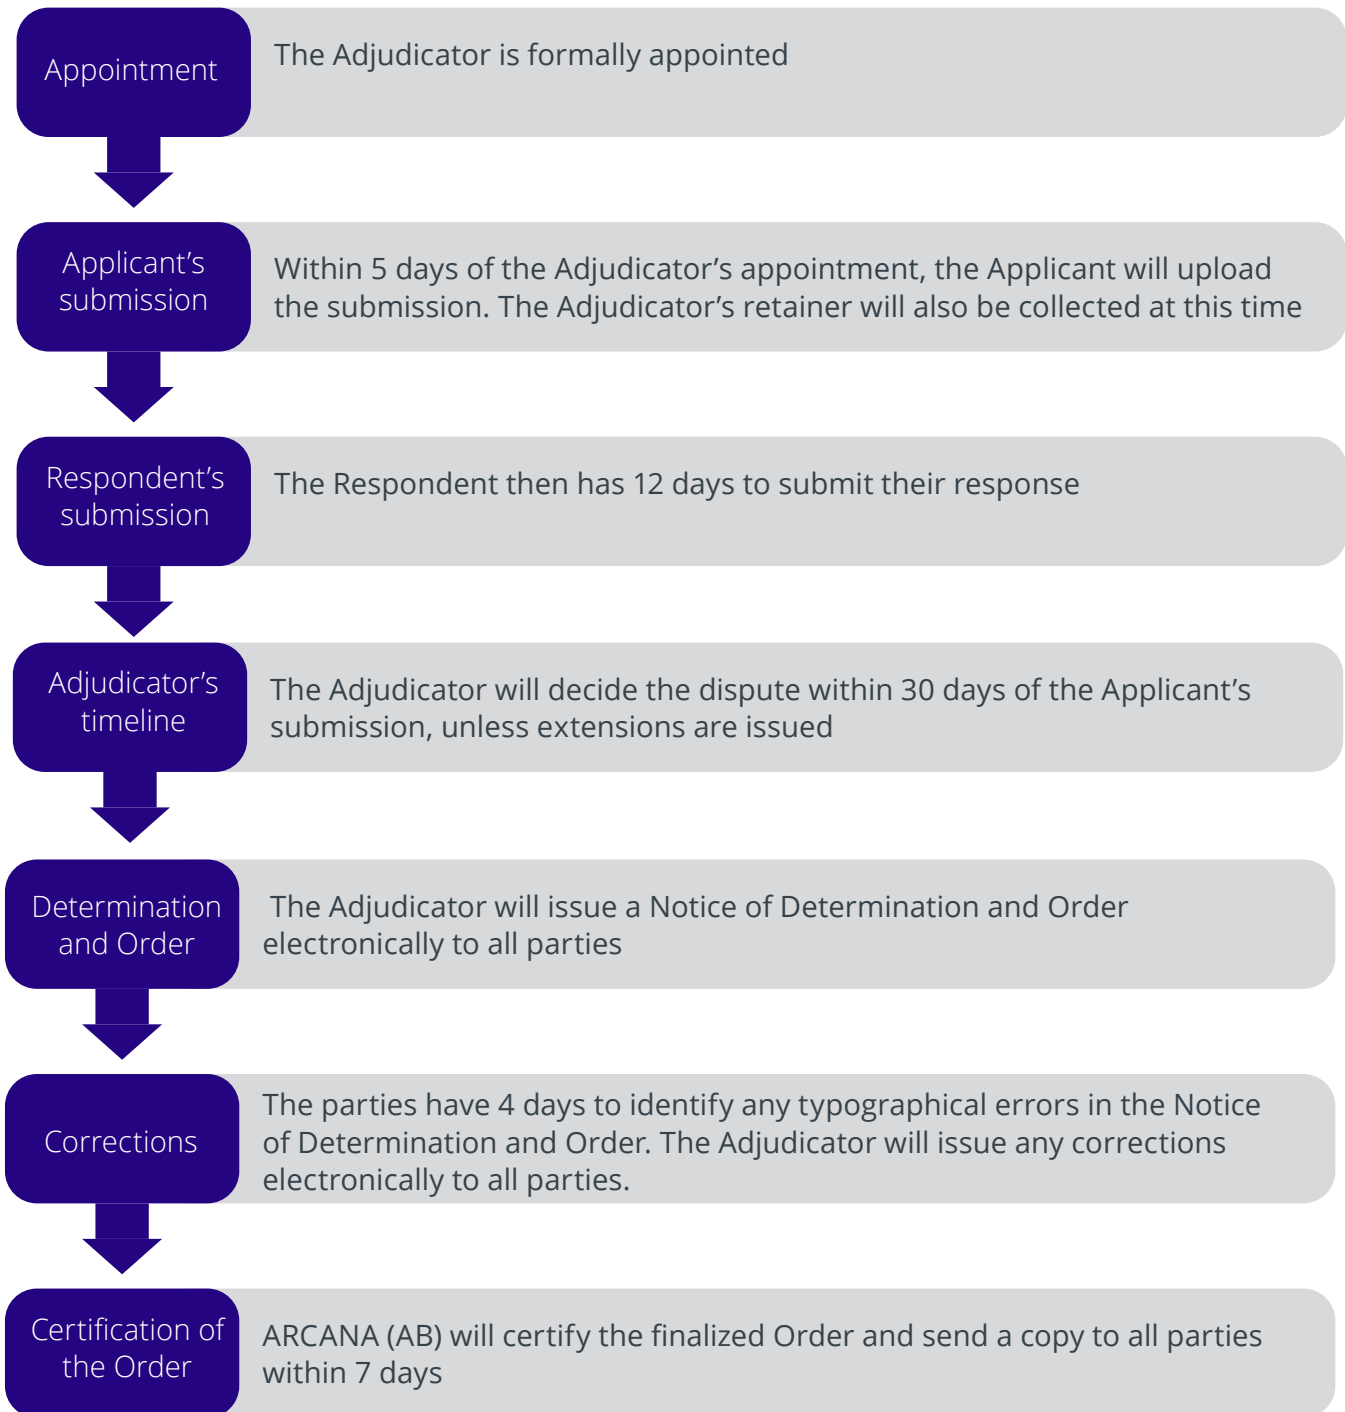 Appointment
The Adjudicator is formally appointed
Applicant’s
submission
Within 5 days of the Adjudicator’s appointment, the Applicant will upload
the submission. The Adjudicator’s retainer will also be collected at this time
Respondent’s
submission
The Respondent then has 12 days to submit their response
Adjudicator’s
timeline
The Adjudicator will decide the dispute within 30 days of the Applicant’s
submission, unless extensions are issued
Determination
and Order
The Adjudicator will issue a Notice of Determination and Order
electronically to all parties
Corrections
The parties have 4 days to identify any typographical errors in the Notice
of Determination and Order. The Adjudicator will issue any corrections
electronically to all parties.
Certification of
the Order
ARCANA (AB) will certify the finalized Order and send a copy to all parties
within 7 days